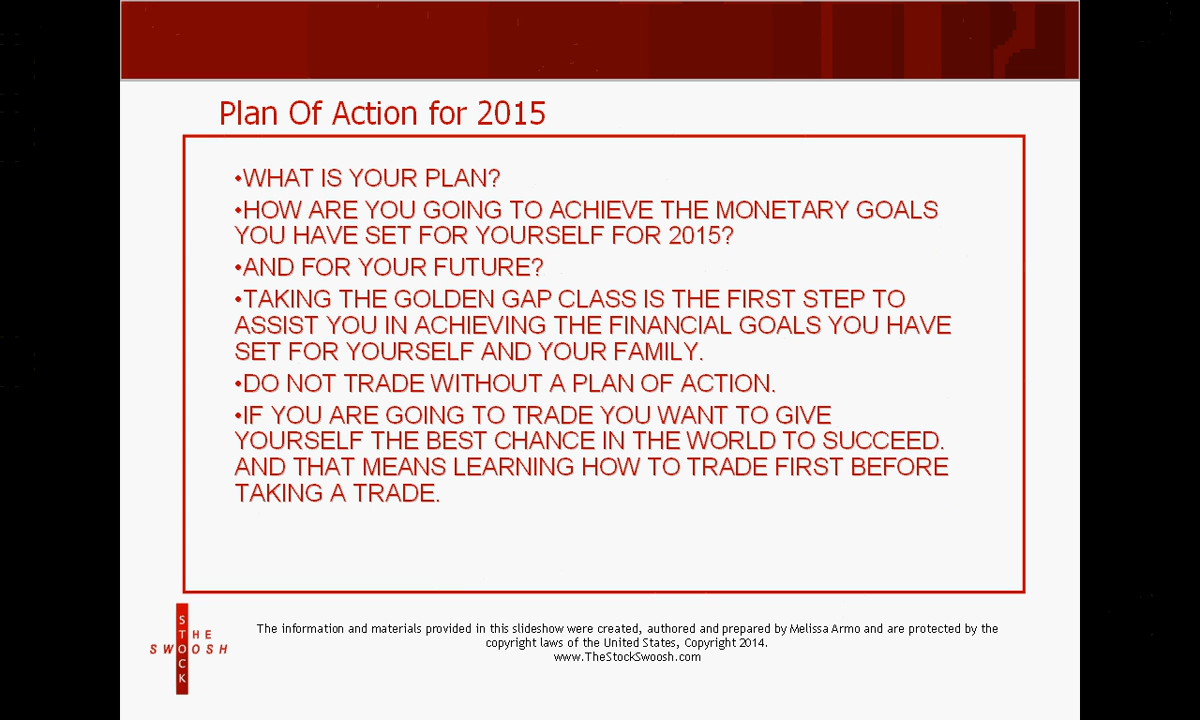 Plan Of Action for 2015
•WHAT IS YOUR PLAN?
•HOW ARE YOU GOING TO ACHIEVE THE MONETARY GOALS
YOU HAVE SET FOR YOURSELF FOR 2015?
•AND FOR YOUR FUTURE?
•TAKING THE GOLDEN GAP CLASS IS THE FIRST STEP TO
ASSIST YOU IN ACHIEVING THE FINANCIAL GOALS YOU HAVE
SET FOR YOURSELF AND YOUR FAMILY.
•DO NOT TRADE WITHOUT A PLAN OF ACTION.
•IF YOU ARE GOING TO TRADE YOU WANT TO GIVE
YOURSELF THE BEST CHANCE IN THE WORLD TO SUCCEED.
AND THAT MEANS LEARNING HOW TO TRADE FIRST BEFORE
TAKING A TRADE.
THE
STOCK
SWOOSH
The information and materials provided in this slideshow were created, authored and prepared by Melissa Armo and are protected by the
copyright laws of the United States, Copyright 2014.
www.TheStockSwoosh.com